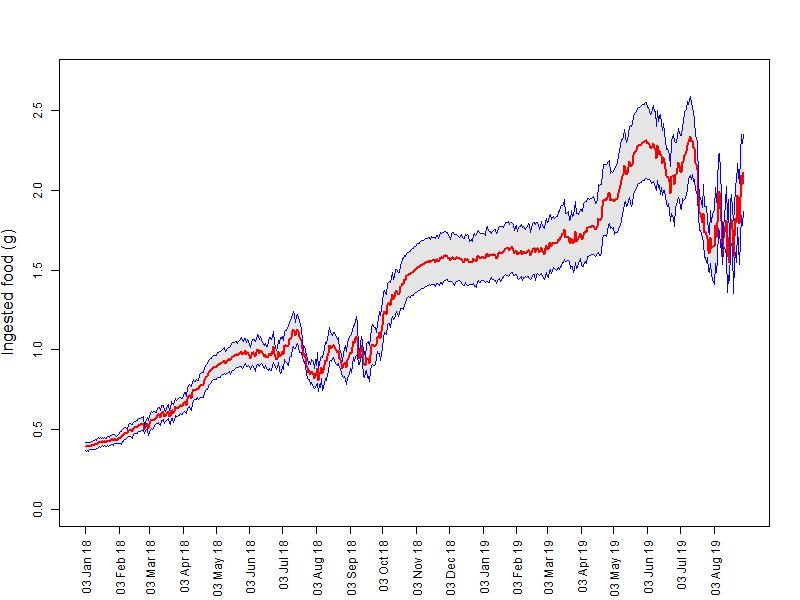 Ingested food (g)
2.5
2.0
1.5
1.0
0.5
0.0
03 Jan 18
03 Feb 18
03 Mar 18
03 Apr 18
03 May 18
03 Jun 18
03 Jul 18
03 Aug 18
03 Sep 18
03 Oct 18
03 Nov 18
03 Dec 18
03 Jan 19
03 Feb 19
03 Mar 19
03 Apr 19
03 May 19
03 Jun 19
03 Jul 19
03 Aug 19